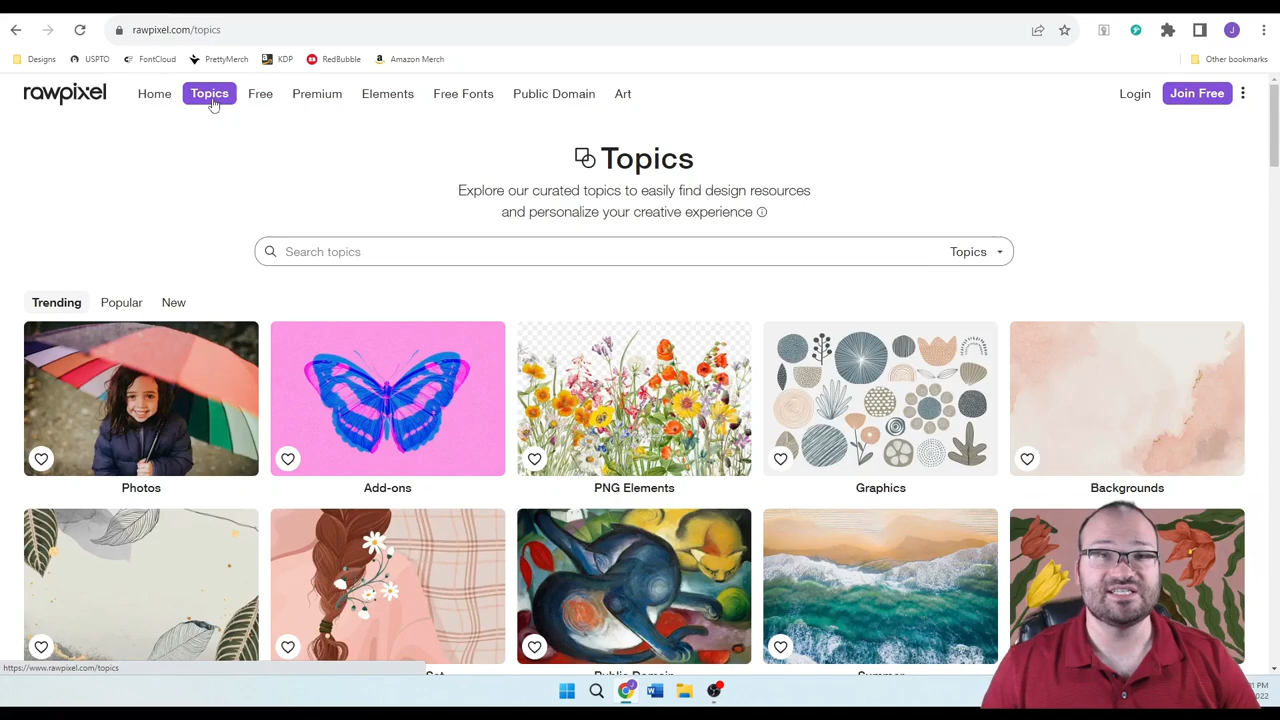 rawpixel.com/topics
J
Designs USPTO FontCloud PrettyMerch KDP RedBubble Amazon Merch Other bookmarks
rawpixel Home Topics Free Premium Elements Free Fonts Public Domain Art Login Join Free
Topics
Explore our curated topics to easily find design resources
and personalize your creative experience
Search topics Topics
Trending Popular New
Photos Add-ons PNG Elements Graphics Backgrounds
https://www.rawpixel.com/topics